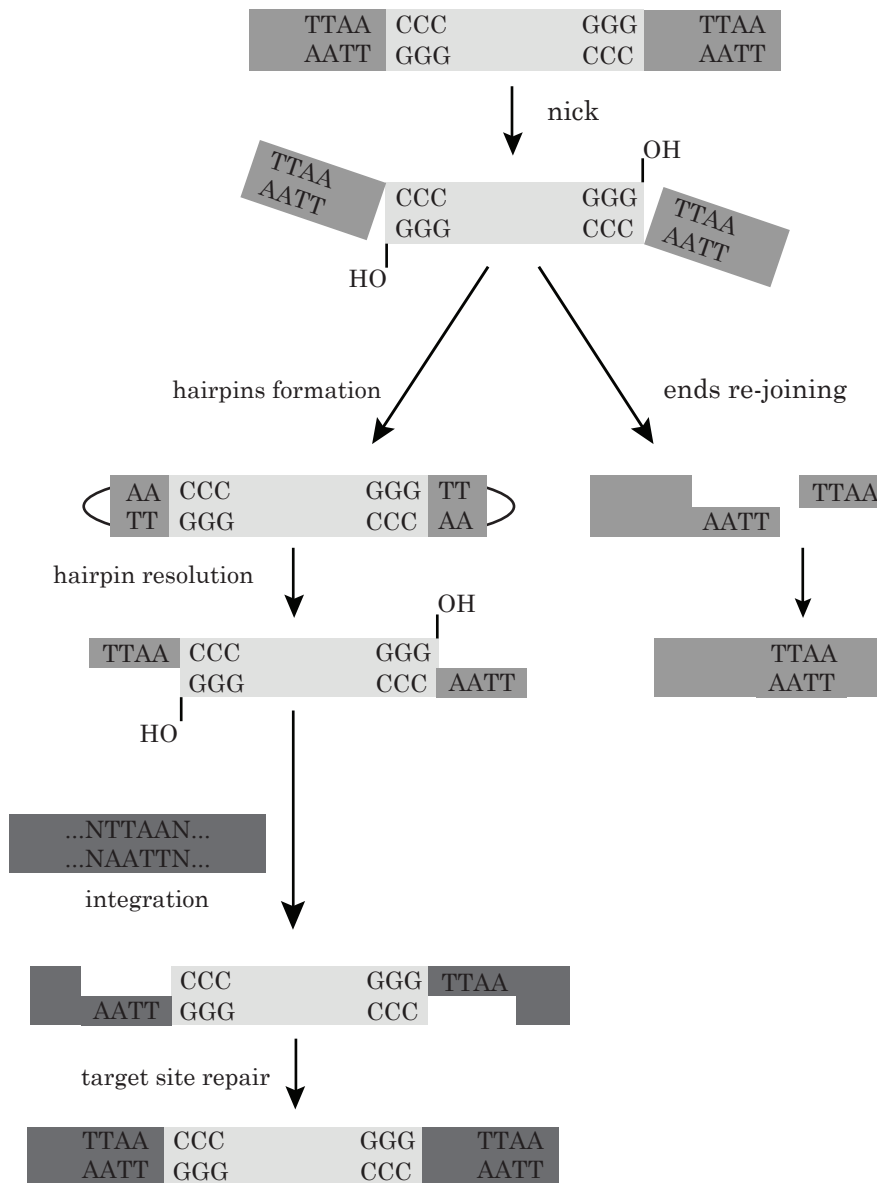 TTAA CCC GGG TTAA
AATT GGG CCC AATT
nick
OH
TTAA CCC GGG TTAA
AATT GGG CCC AATT
HO
hairpins formation
ends re-joining
AA CCC GGG TT
TT GGG CCC AA
TTAA
AATT
hairpin resolution
OH
TTAA CCC GGG
GGG CCC AATT
HO
TTAA
AATT
...NTTAAN...
...NAATTN...
integration
CCC GGG TTAA
AATT GGG CCC
target site repair
TTAA CCC GGG TTAA
AATT GGG CCC AATT